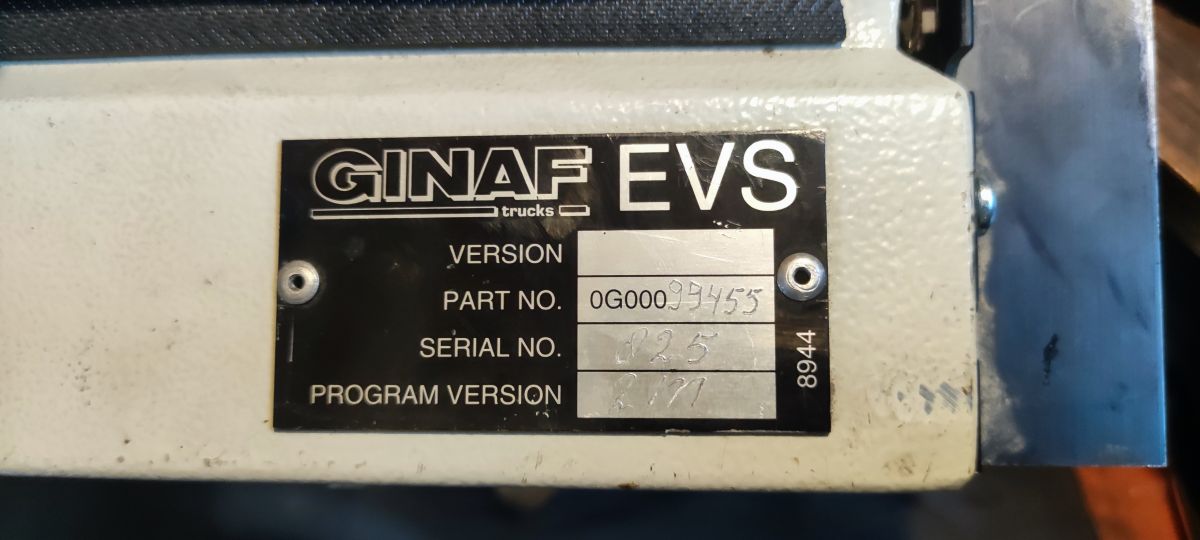 GINAF trucks EVS
VERSION
PART NO. 0G00099455
SERIAL NO. 825
PROGRAM VERSION
8944